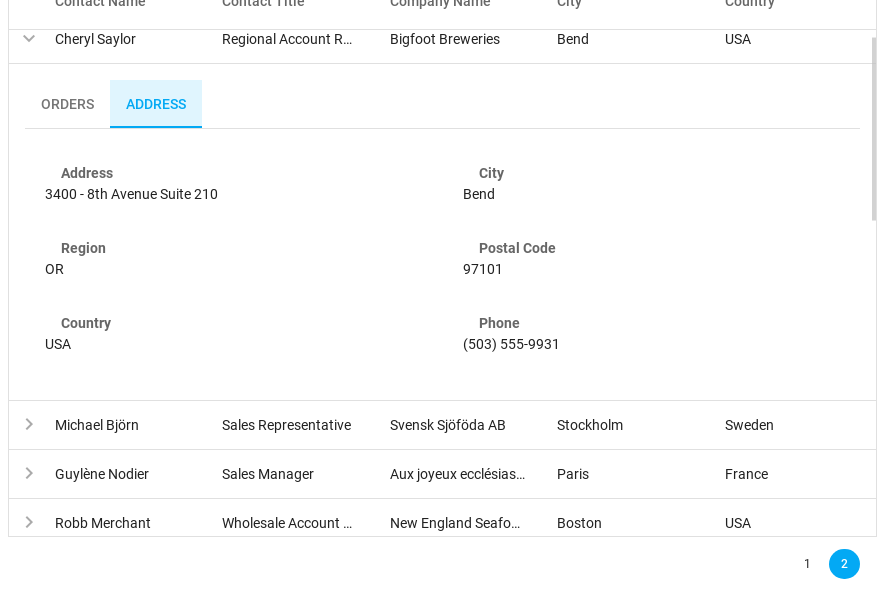 Contact Name Contact Title Company Name City Country
Cheryl Saylor Regional Account R... Bigfoot Breweries Bend USA
ORDERS ADDRESS
Address City
3400 - 8th Avenue Suite 210 Bend
Region Postal Code
OR 97101
Country Phone
USA (503) 555-9931
Michael Björn Sales Representative Svensk Sjöföda AB Stockholm Sweden
Guylène Nodier Sales Manager Aux joyeux ecclésias... Paris France
Robb Merchant Wholesale Account ... New England Seafo... Boston USA
1 2